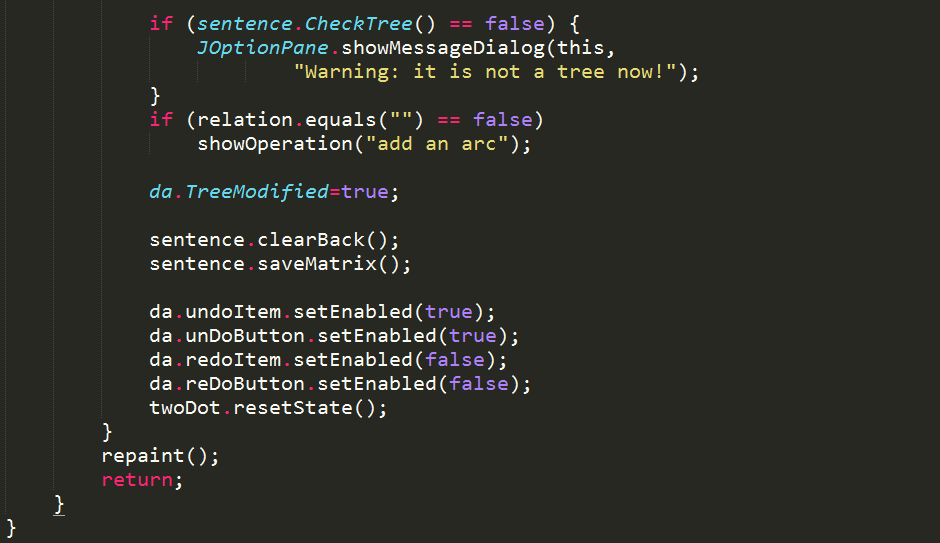 if (sentence.CheckTree() == false) {
JOptionPane.showMessageDialog(this,
"Warning: it is not a tree now!");
}
if (relation.equals("") == false)
showOperation("add an arc");
da.TreeModified=true;
sentence.clearBack();
sentence.saveMatrix();
da.undoItem.setEnabled(true);
da.unDoButton.setEnabled(true);
da.redoItem.setEnabled(false);
da.reDoButton.setEnabled(false);
twoDot.resetState();
}
repaint();
return;
}
}